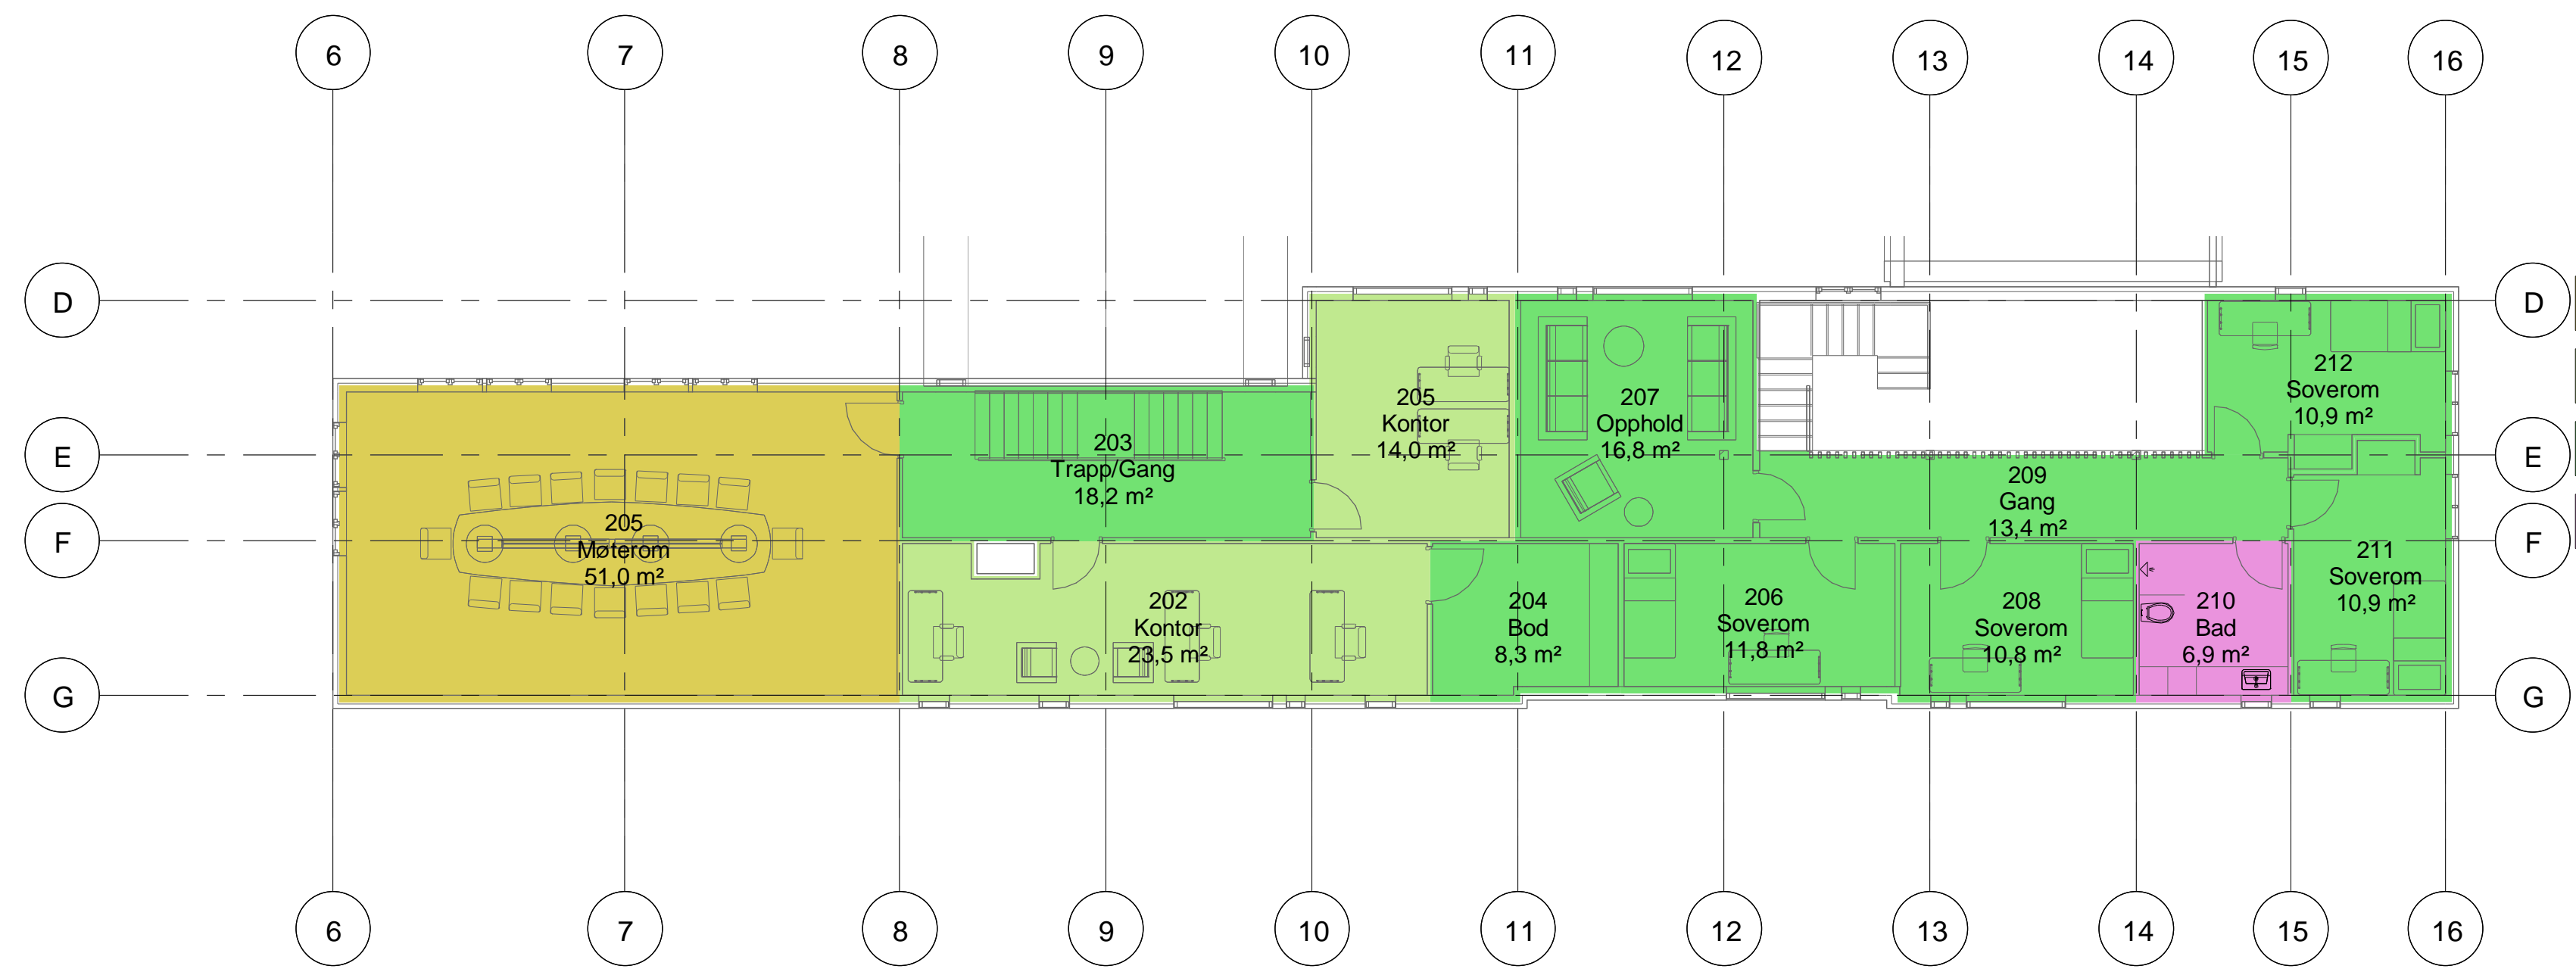 6 7 8 9 10 11 12 13 14 15 16
D D
E E
F F
G G
205
Møterom
51,0 m²
203
Trapp/Gang
18,2 m²
202
Kontor
23,5 m²
205
Kontor
14,0 m²
204
Bod
8,3 m²
207
Opphold
16,8 m²
206
Soverom
11,8 m²
209
Gang
13,4 m²
208
Soverom
10,8 m²
210
Bad
6,9 m²
212
Soverom
10,9 m²
211
Soverom
10,9 m²
6 7 8 9 10 11 12 13 14 15 16